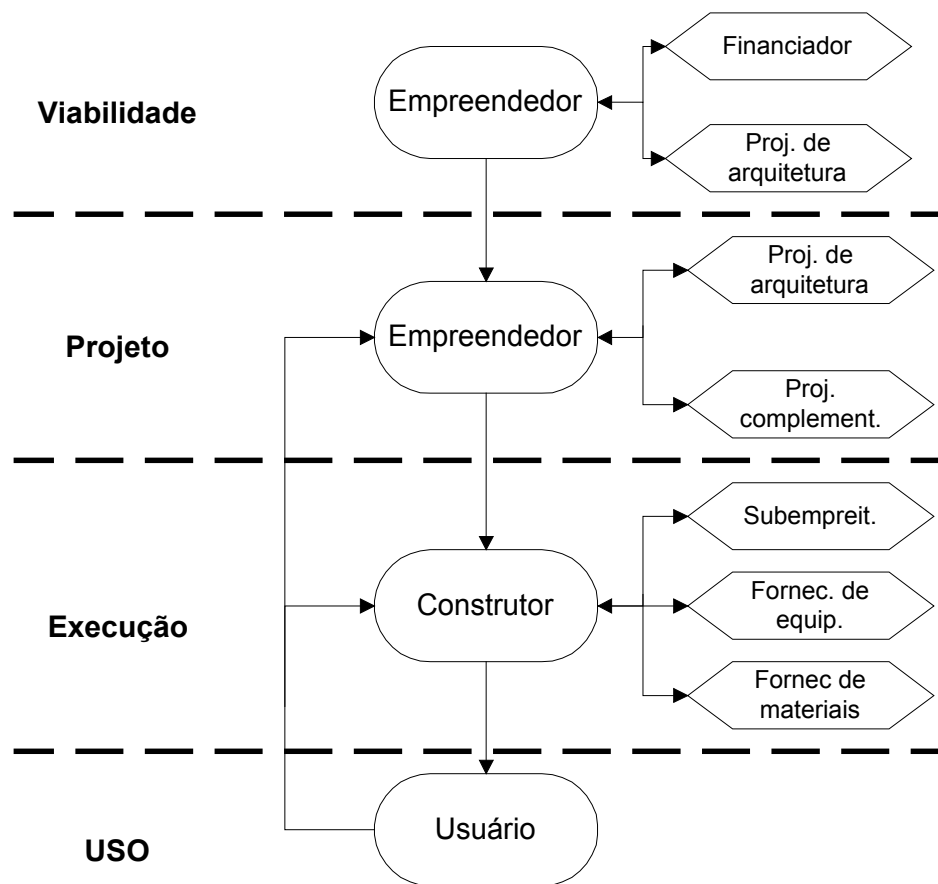 Financiador
Viabilidade
Empreendedor
Proj. de
arquitetura
Proj. de
arquitetura
Projeto
Empreendedor
Proj.
complement.
Subempreit.
Execução
Construtor
Fornec. de
equip.
Fornec de
materiais
USO
Usuário